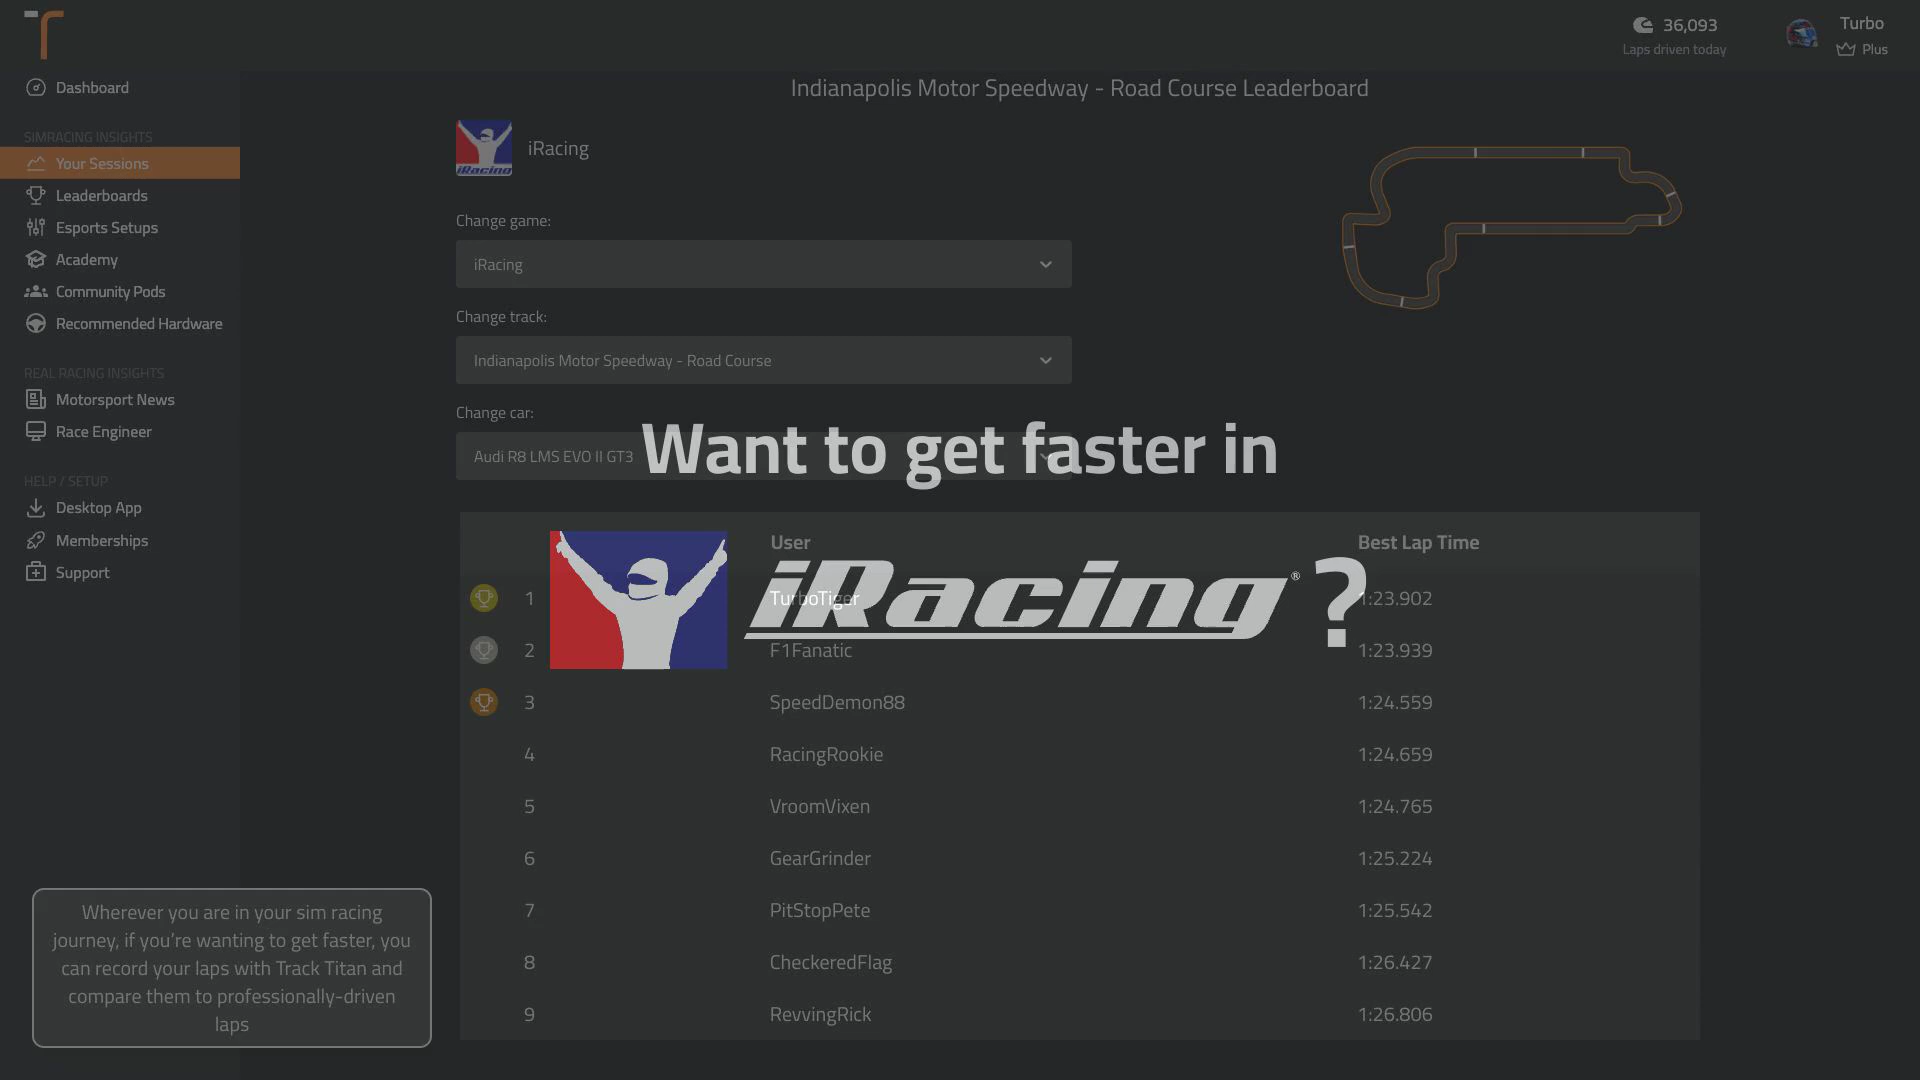 36,093
Laps driven today
Turbo
Plus
Dashboard
SIMRACING INSIGHTS
Your Sessions
Leaderboards
Esports Setups
Academy
Community Pods
Recommended Hardware
REAL RACING INSIGHTS
Motorsport News
Race Engineer
HELP / SETUP
Desktop App
Memberships
Support
Wherever you are in your sim racing
journey, if you're wanting to get faster, you
can record your laps with Track Titan and
compare them to professionally-driven
laps
Indianapolis Motor Speedway - Road Course Leaderboard
iRacing
iRacing
Change game:
iRacing
Change track:
Indianapolis Motor Speedway - Road Course
Change car:
Audi R8 LMS EVO II GT3
Want to get faster in
iRacing® ?
User Best Lap Time
1 TurboTiger 1:23.902
2 F1Fanatic 1:23.939
3 SpeedDemon88 1:24.559
4 RacingRookie 1:24.659
5 VroomVixen 1:24.765
6 GearGrinder 1:25.224
7 PitStopPete 1:25.542
8 CheckeredFlag 1:26.427
9 RevvingRick 1:26.806